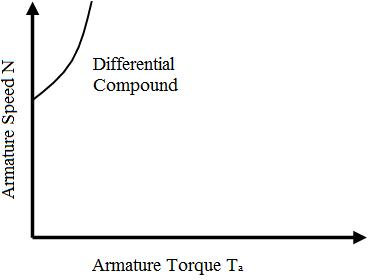 Differential
Compound
Armature Speed N
Armature Torque Tₐ